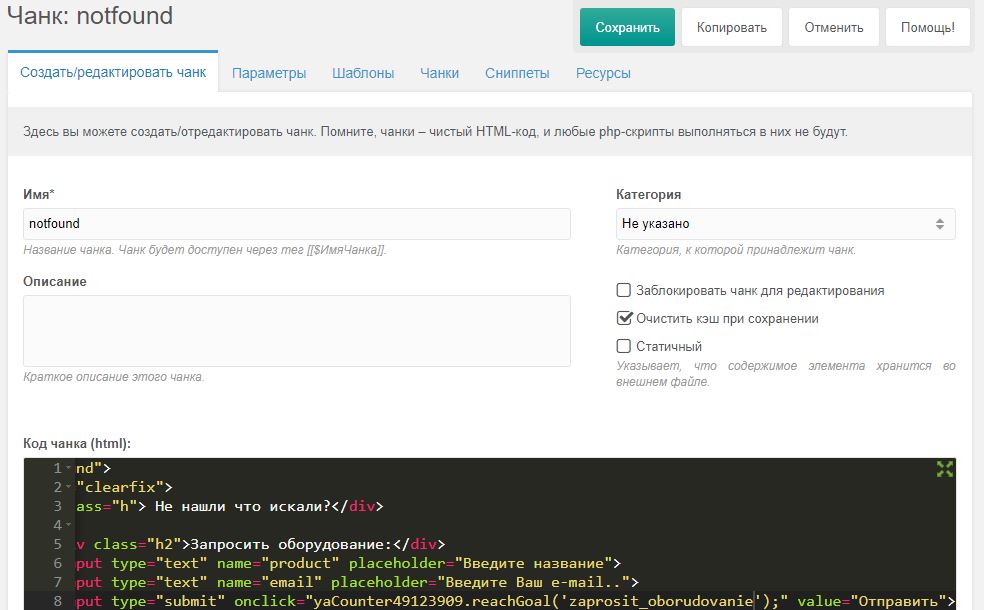 Чанк: notfound
Сохранить Копировать Отменить Помощь!
Создать/редактировать чанк Параметры Шаблоны Чанки Сниппеты Ресурсы
Здесь вы можете создать/отредактировать чанк. Помните, чанки – чистый HTML-код, и любые php-скрипты выполняться в них не будут.
Имя*
notfound
Название чанка. Чанк будет доступен через тег [[$ИмяЧанка]].
Описание
Краткое описание этого чанка.
Категория
Не указано
Категория, к которой принадлежит чанк.
Заблокировать чанк для редактирования
Очистить кэш при сохранении
Статичный
Указывает, что содержимое элемента хранится во
внешнем файле.
Код чанка (html):
1 nd">
2 "clearfix">
3 ass="h"> Не нашли что искали?</div>
4
5 v class="h2">Запросить оборудование:</div>
6 put type="text" name="product" placeholder="Введите название">
7 put type="text" name="email" placeholder="Введите Ваш e-mail..">
8 put type="submit" onclick="yaCounter49123909.reachGoal('zaprosit_oborudovanie');" value="Отправить">